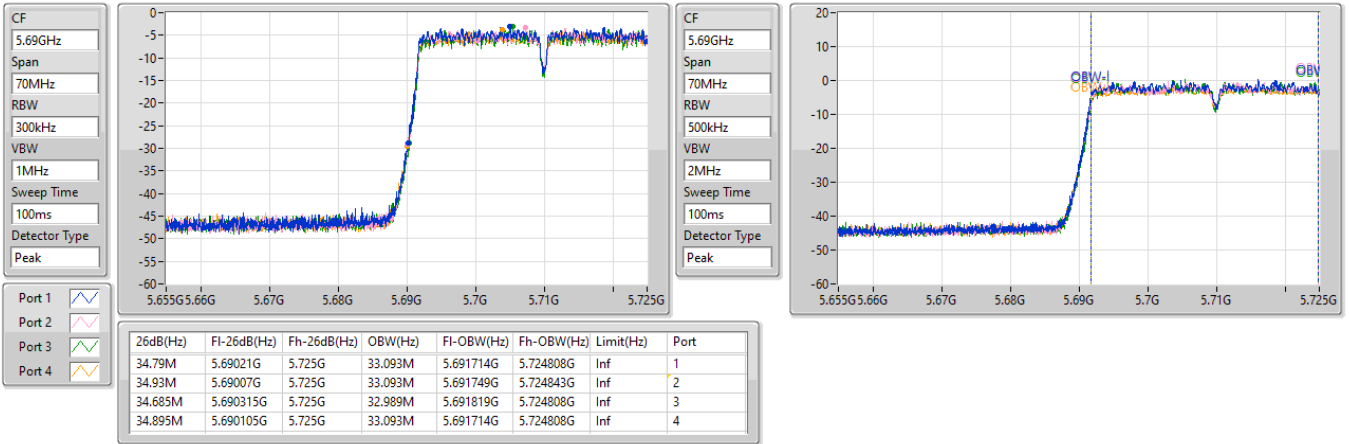 CF
5.69GHz
Span
70MHz
RBW
300kHz
VBW
1MHz
Sweep Time
100ms
Detector Type
Peak
0
-5
-10
-15
-20
-25
-30
-35
-40
-45
-50
-55
-60
5.655G 5.66G 5.67G 5.68G 5.69G 5.7G 5.71G 5.725G
CF
5.69GHz
Span
70MHz
RBW
500kHz
VBW
2MHz
Sweep Time
100ms
Detector Type
Peak
20
10
0
-10
-20
-30
-40
-50
-60
OBW-l
5.655G 5.66G 5.67G 5.68G 5.69G 5.7G 5.71G 5.725G
Port 1
Port 2
Port 3
Port 4
26dB(Hz) Fl-26dB(Hz) Fh-26dB(Hz) OBW(Hz) Fl-OBW(Hz) Fh-OBW(Hz) Limit(Hz) Port
34.79M 5.69021G 5.725G 33.093M 5.691714G 5.724808G Inf 1
34.93M 5.69007G 5.725G 33.093M 5.691749G 5.724843G Inf 2
34.685M 5.690315G 5.725G 32.989M 5.691819G 5.724808G Inf 3
34.895M 5.690105G 5.725G 33.093M 5.691714G 5.724808G Inf 4